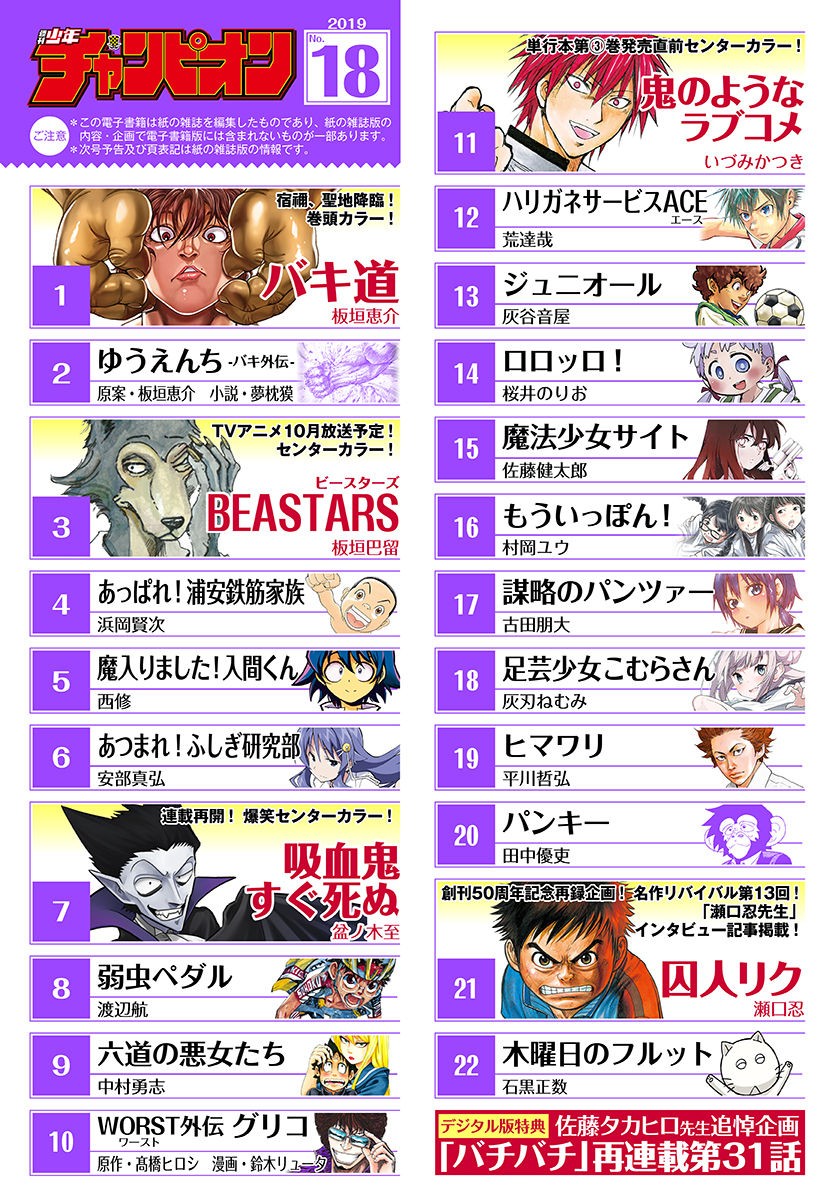 週刊少年
チャンピオン
2019
No.
18
ご注意
＊この電子書籍は紙の雑誌を編集したものであり、紙の雑誌版の
内容・企画で電子書籍版には含まれないものが一部あります。
＊次号予告及び頁表記は紙の雑誌版の情報です。
宿禰、聖地降臨！
巻頭カラー！
1
バキ道
板垣恵介
2
ゆうえんち -バキ外伝-
原案・板垣恵介 小説・夢枕獏
TVアニメ10月放送予定！
センターカラー！
3
ビースターズ
BEASTARS
板垣巴留
4
あっぱれ！浦安鉄筋家族
浜岡賢次
5
魔入りました！入間くん
西修
6
あつまれ！ふしぎ研究部
安部真弘
連載再開！ 爆笑センターカラー！
7
吸血鬼
すぐ死ぬ
盆ノ木至
8
弱虫ペダル
渡辺航
9
六道の悪女たち
中村勇志
10
WORST外伝 グリコ
ワースト
原作・髙橋ヒロシ 漫画・鈴木リュータ
単行本第③巻発売直前センターカラー！
11
鬼のような
ラブコメ
いづみかつき
12
ハリガネサービスACE
エース
荒達哉
13
ジュニオール
灰谷音屋
14
ロロッロ！
桜井のりお
15
魔法少女サイト
佐藤健太郎
16
もういっぽん！
村岡ユウ
17
謀略のパンツァー
古田朋大
18
足芸少女こむらさん
灰刃ねむみ
19
ヒマワリ
平川哲弘
20
パンキー
田中優吏
創刊50周年記念再録企画！ 名作リバイバル第13回！
「瀬口忍先生」
インタビュー記事掲載！
21
囚人リク
瀬口忍
22
木曜日のフルット
石黒正数
デジタル版特典 佐藤タカヒロ先生追悼企画
「バチバチ」再連載第31話